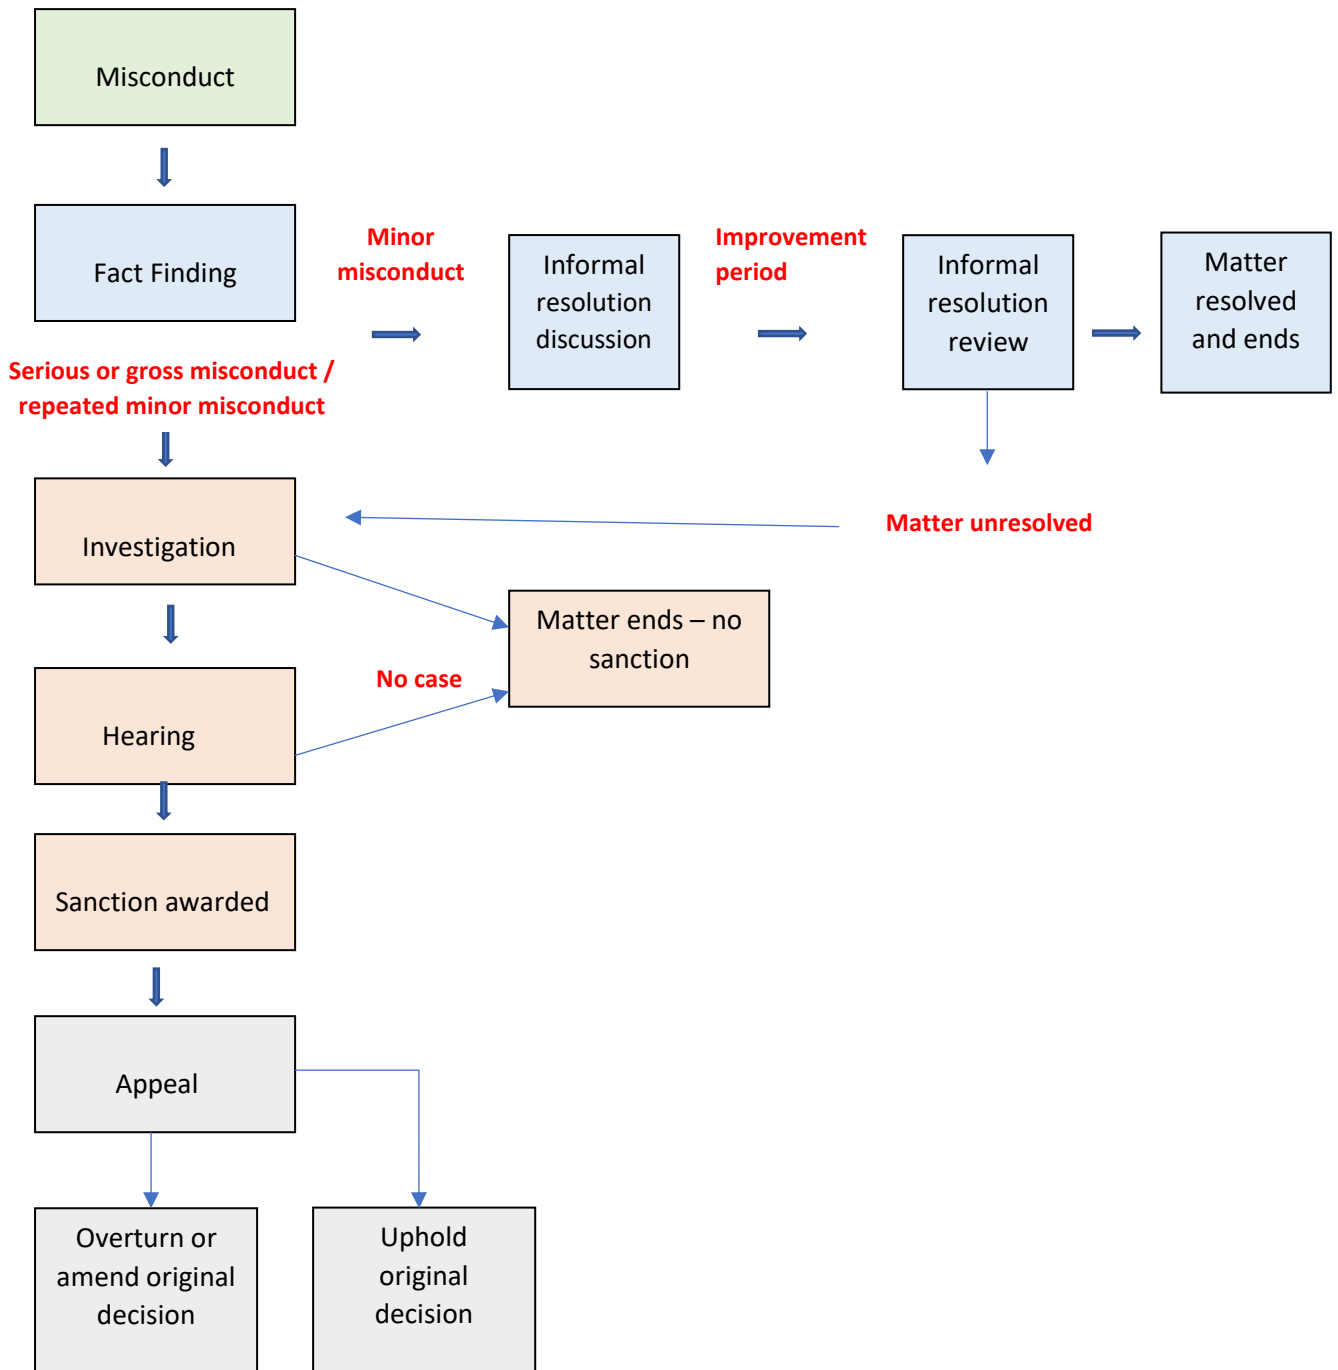 Misconduct
Fact Finding
Minor
misconduct
Informal
resolution
discussion
Improvement
period
Informal
resolution
review
Matter
resolved
and ends
Serious or gross misconduct /
repeated minor misconduct
Investigation
Matter unresolved
Matter ends – no
sanction
No case
Hearing
Sanction awarded
Appeal
Overturn or
amend original
decision
Uphold
original
decision